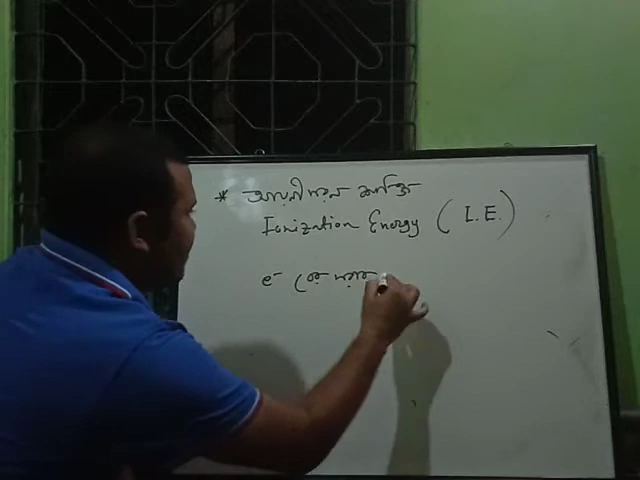 * আয়নীকরণ শক্তি
Ionization Energy (I.E.)
e⁻ কে